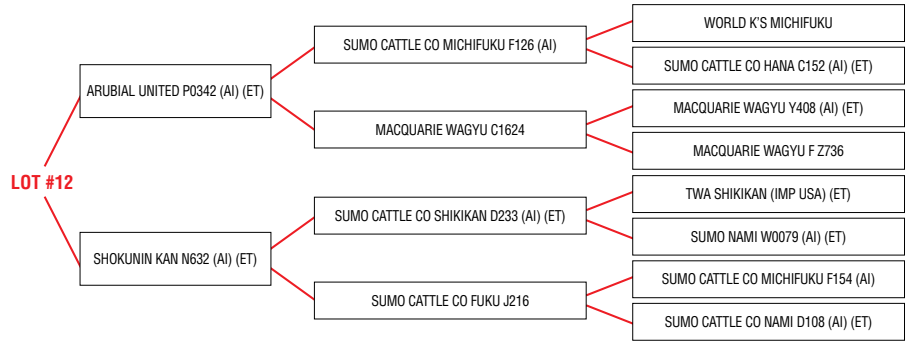 WORLD K'S MICHIFUKU
SUMO CATTLE CO MICHIFUKU F126 (AI)
SUMO CATTLE CO HANA C152 (AI) (ET)
ARUBIAL UNITED P0342 (AI) (ET)
MACQUARIE WAGYU Y408 (AI) (ET)
MACQUARIE WAGYU C1624
MACQUARIE WAGYU F Z736
LOT #12
TWA SHIKIKAN (IMP USA) (ET)
SUMO CATTLE CO SHIKIKAN D233 (AI) (ET)
SUMO NAMI W0079 (AI) (ET)
SHOKUNIN KAN N632 (AI) (ET)
SUMO CATTLE CO MICHIFUKU F154 (AI)
SUMO CATTLE CO FUKU J216
SUMO CATTLE CO NAMI D108 (AI) (ET)